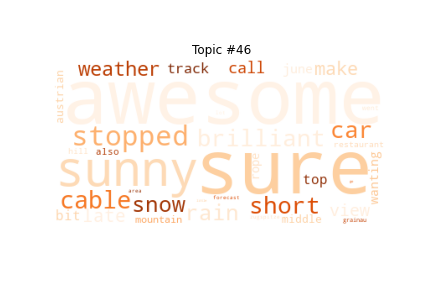 Topic #46
weather track call june make
austrian awesome
stopped brilliant car
hill also restaurant
sunny sure rope top wanting
area
cable snow forecast short view
bit late rain middle
mountain grainau